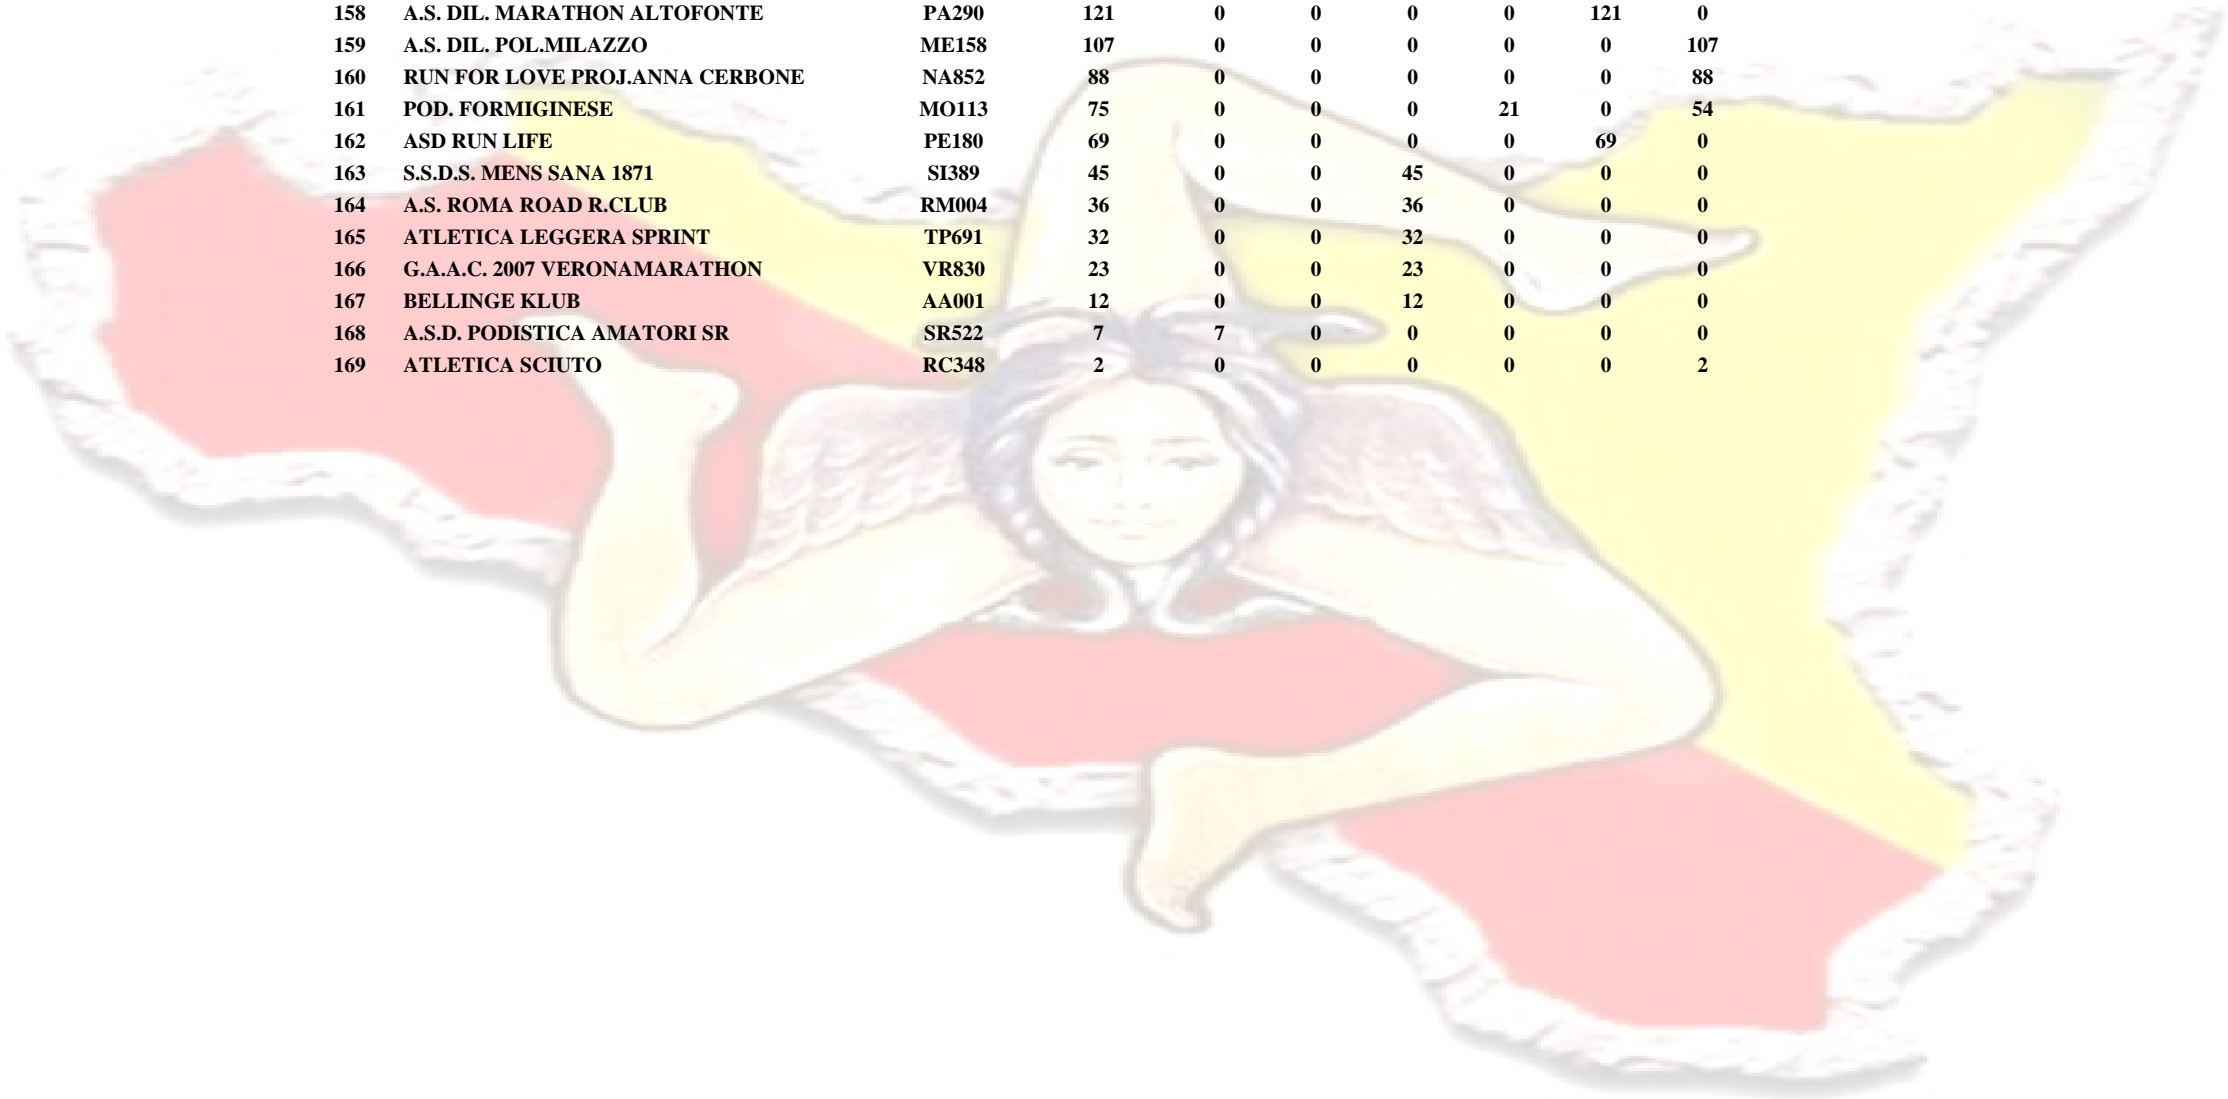 158 A.S. DIL. MARATHON ALTOFONTE PA290 121 0 0 0 0 121 0
159 A.S. DIL. POL.MILAZZO ME158 107 0 0 0 0 0 107
160 RUN FOR LOVE PROJ.ANNA CERBONE NA852 88 0 0 0 0 0 88
161 POD. FORMIGINESE MO113 75 0 0 0 21 0 54
162 ASD RUN LIFE PE180 69 0 0 0 0 69 0
163 S.S.D.S. MENS SANA 1871 SI389 45 0 0 45 0 0 0
164 A.S. ROMA ROAD R.CLUB RM004 36 0 0 36 0 0 0
165 ATLETICA LEGGERA SPRINT TP691 32 0 0 32 0 0 0
166 G.A.A.C. 2007 VERONAMARATHON VR830 23 0 0 23 0 0 0
167 BELLINGE KLUB AA001 12 0 0 12 0 0 0
168 A.S.D. PODISTICA AMATORI SR SR522 7 7 0 0 0 0 0
169 ATLETICA SCIUTO RC348 2 0 0 0 0 0 2